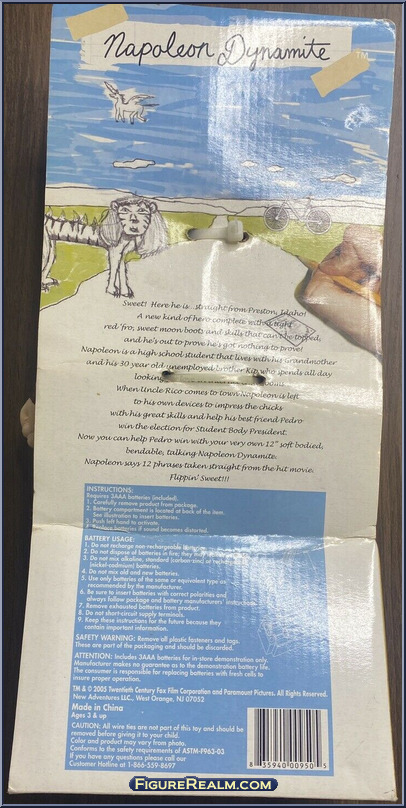 Napoleon Dynamite
TM
Sweet! Here he is...straight from Preston, Idaho!
A new kind of hero complete with a tight
red 'fro, sweet moon boots and skills that can't be topped,
and he's out to prove he's got nothing to prove!
Napoleon is a high school student that lives with his Grandmother
and his 30 year old unemployed brother Kip who spends all day
looking
When Uncle Rico comes to town Napoleon is left
to his own devices to impress the chicks
with his great skills and help his best friend Pedro
win the election for Student Body President.
Now you can help Pedro win with your very own 12" soft bodied,
bendable, talking Napoleon Dynamite.
Napoleon says 12 phrases taken straight from the hit movie.
Flippin' Sweet!!!
INSTRUCTIONS:
Requires 3AAA batteries (included).
1. Carefully remove product from package.
2. Battery compartment is located at back of the item.
See illustration to insert batteries.
3. Push left hand to activate.
4. Replace batteries if sound becomes distorted.
BATTERY USAGE:
1. Do not recharge non-rechargeable
2. Do not dispose of batteries in fire; they
3. Do not mix alkaline, standard (carbon-zinc) or rechargeable
(nickel-cadmium) batteries.
4. Do not mix old and new batteries.
5. Use only batteries of the same or equivalent type as
recommended by the manufacturer.
6. Be sure to insert batteries with correct polarities and
always follow package and battery manufacturers' instructions.
7. Remove exhausted batteries from product.
8. Do not short-circuit supply terminals.
9. Keep these instructions for the future because they
contain important information.
SAFETY WARNING: Remove all plastic fasteners and tags.
These are part of the packaging and should be discarded.
ATTENTION: Includes 3AAA batteries for in-store demonstration only.
Manufacturer makes no guarantee as to the demonstration battery life.
The consumer is responsible for replacing batteries with fresh cells to
insure proper operation.
TM & © 2005 Twentieth Century Fox Film Corporation and Paramount Pictures. All Rights Reserved.
New Adventures LLC., West Orange, NJ 07052
Made in China
Ages 3 & up
CAUTION: All wire ties are not part of this toy and should be
removed before giving it to your child.
Color and product may vary from photo.
Conforms to the safety requirements of ASTM-F963-03
If you have any questions please call our
Customer Hotline at 1-866-559-8697
8 35940 00950 5
FigureRealm.com